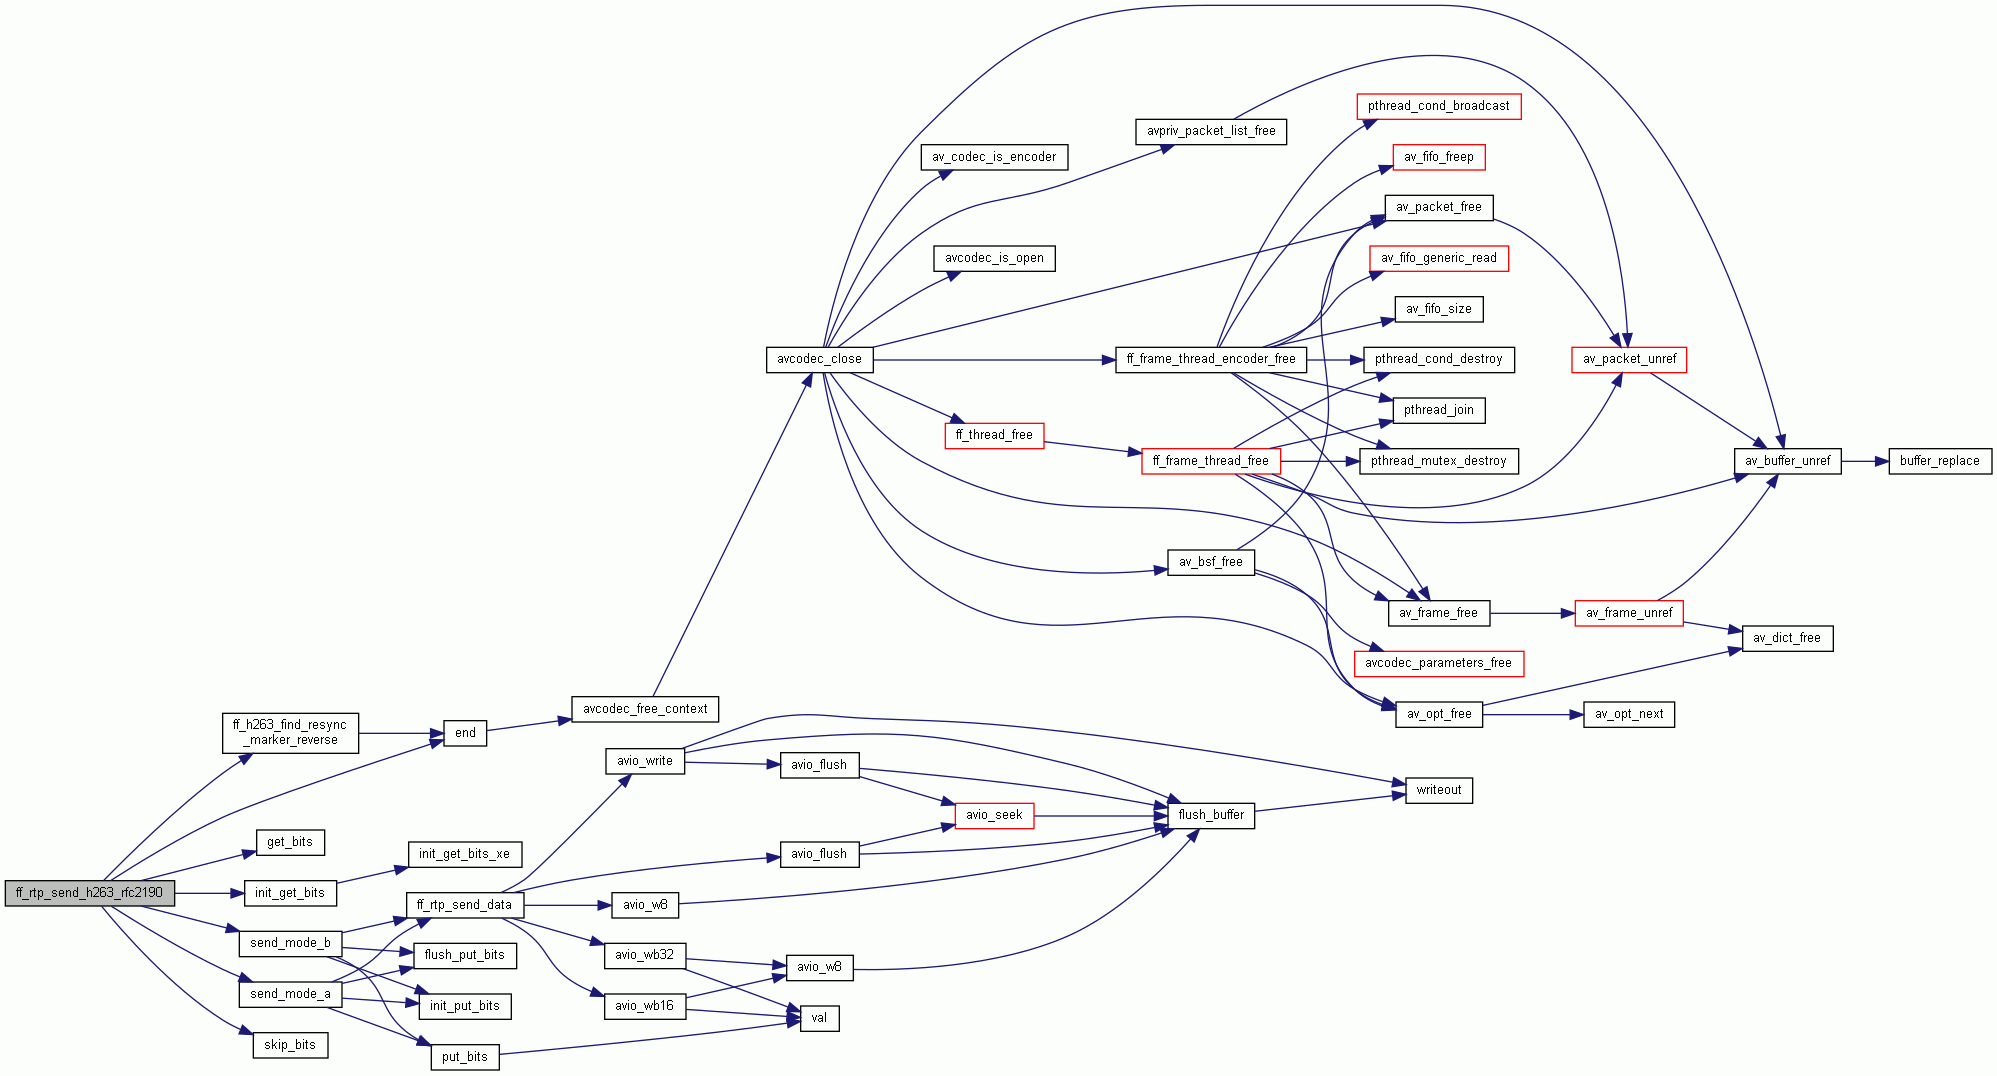 pthread_cond_broadcast
avpriv_packet_list_free
av_codec_is_encoder
av_fifo_freep
av_packet_free
avcodec_is_open
av_fifo_generic_read
av_fifo_size
avcodec_close
ff_frame_thread_encoder_free
pthread_cond_destroy
av_packet_unref
pthread_join
ff_thread_free
ff_frame_thread_free
pthread_mutex_destroy
av_buffer_unref
buffer_replace
av_bsf_free
av_frame_free
av_frame_unref
av_dict_free
avcodec_parameters_free
avcodec_free_context
av_opt_free
av_opt_next
ff_h263_find_resync
_marker_reverse
end
avio_write
avio_flush
writeout
avio_seek
flush_buffer
get_bits
init_get_bits_xe
avio_flush
ff_rtp_send_h263_rfc2190
init_get_bits
ff_rtp_send_data
avio_w8
send_mode_b
flush_put_bits
avio_wb32
avio_w8
send_mode_a
init_put_bits
avio_wb16
val
skip_bits
put_bits